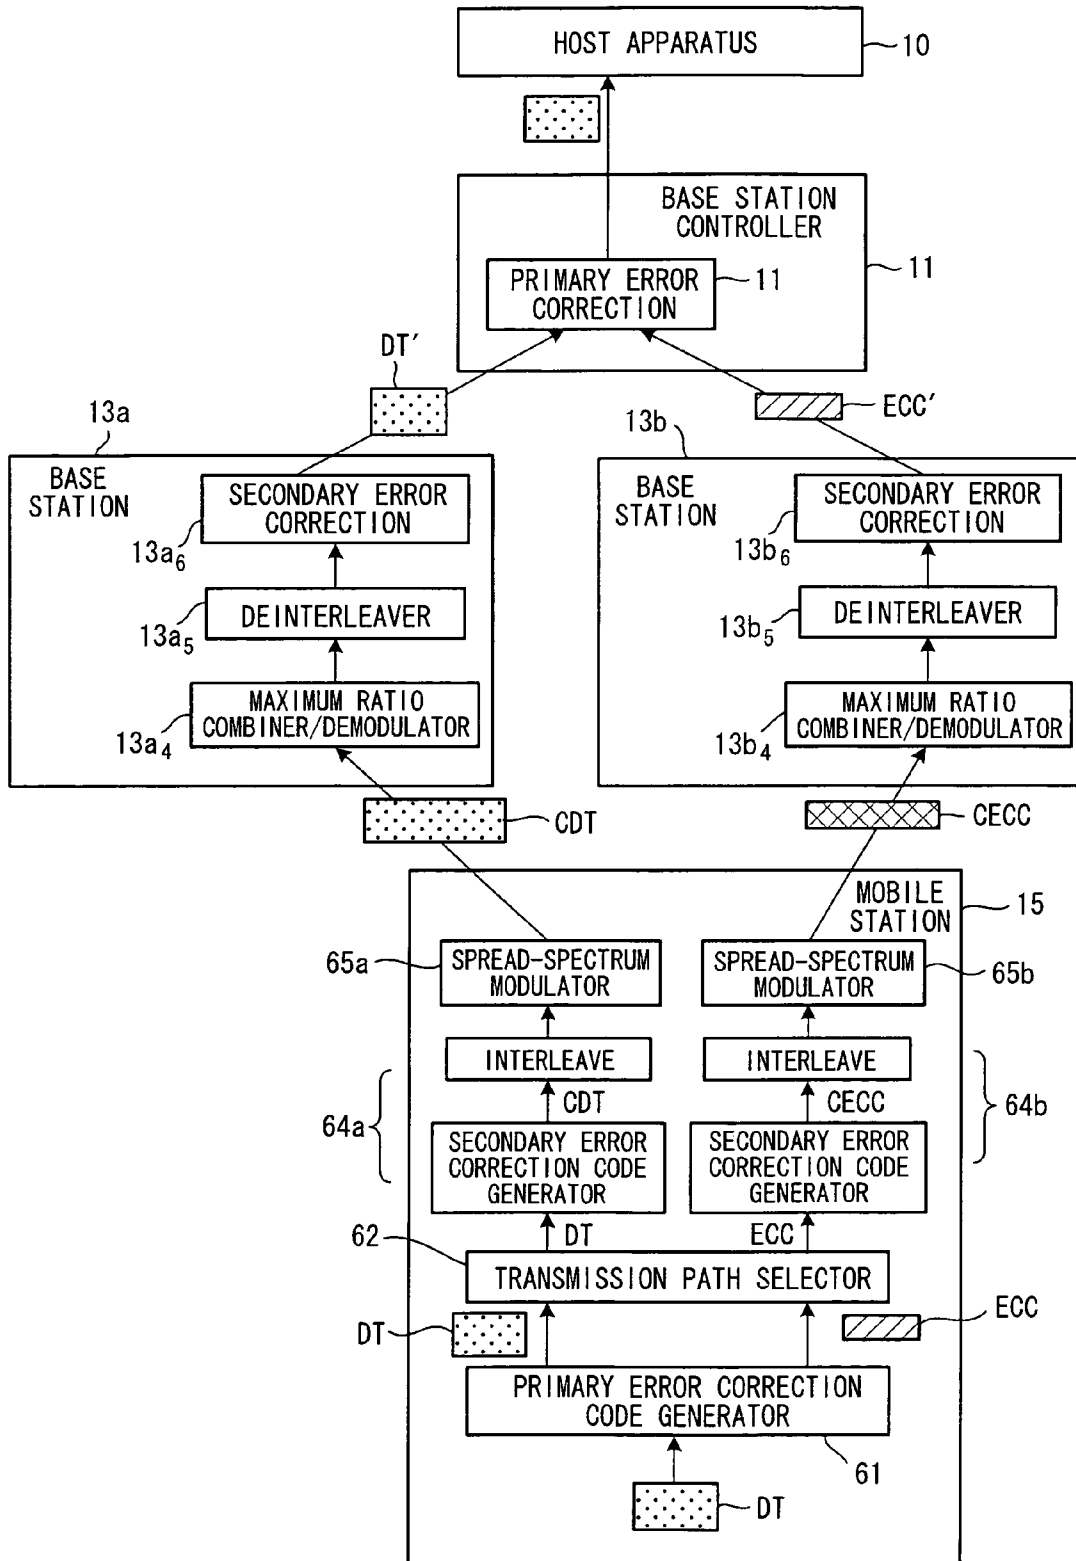 HOST APPARATUS
10
BASE STATION
CONTROLLER
11
PRIMARY ERROR
CORRECTION
11
DT′
ECC′
13a
13b
BASE
STATION
SECONDARY ERROR
CORRECTION
13a6
DEINTERLEAVER
13a5
MAXIMUM RATIO
COMBINER/DEMODULATOR
13a4
BASE
STATION
SECONDARY ERROR
CORRECTION
13b6
DEINTERLEAVER
13b5
MAXIMUM RATIO
COMBINER/DEMODULATOR
13b4
CDT
CECC
MOBILE
STATION
15
65a
SPREAD-SPECTRUM
MODULATOR
SPREAD-SPECTRUM
MODULATOR
65b
INTERLEAVE
INTERLEAVE
CDT
CECC
64a
64b
SECONDARY ERROR
CORRECTION CODE
GENERATOR
SECONDARY ERROR
CORRECTION CODE
GENERATOR
DT
ECC
62
TRANSMISSION PATH SELECTOR
DT
ECC
PRIMARY ERROR CORRECTION
CODE GENERATOR
61
DT